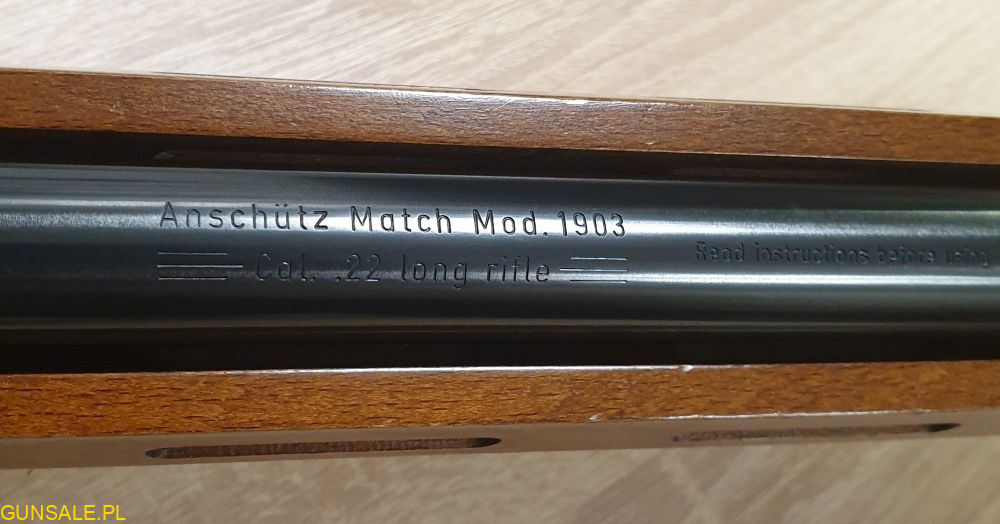 Anschütz Match Mod. 1903
Cal. .22 long rifle
Read instructions before using
GUNSALE.PL